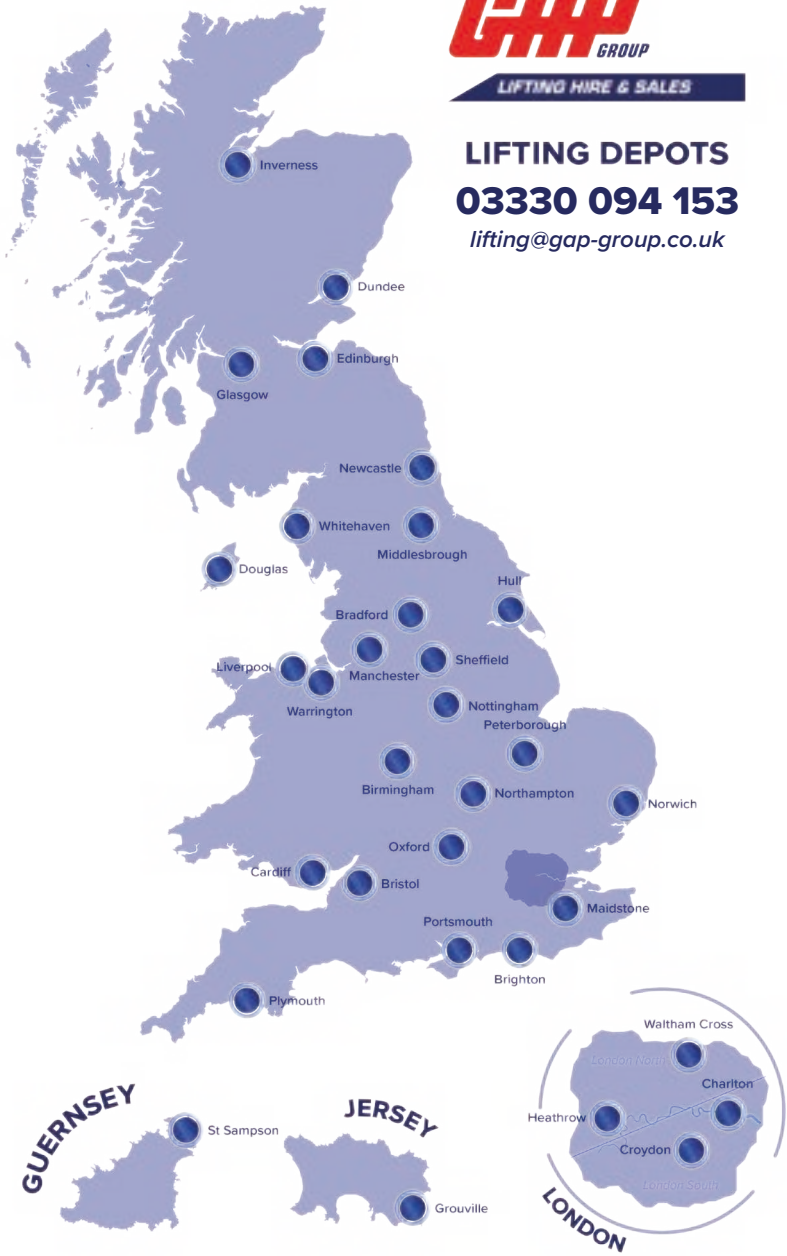 GAP
GROUP
LIFTING HIRE & SALES
LIFTING DEPOTS
03330 094 153
lifting@gap-group.co.uk
Inverness
Dundee
Edinburgh
Glasgow
Newcastle
Whitehaven
Middlesbrough
Douglas
Hull
Bradford
Liverpool
Manchester
Sheffield
Warrington
Nottingham
Peterborough
Birmingham
Northampton
Norwich
Oxford
Cardiff
Bristol
Maidstone
Portsmouth
Brighton
Plymouth
Waltham Cross
London North
Charlton
Heathrow
Croydon
London South
LONDON
GUERNSEY
St Sampson
JERSEY
Grouville